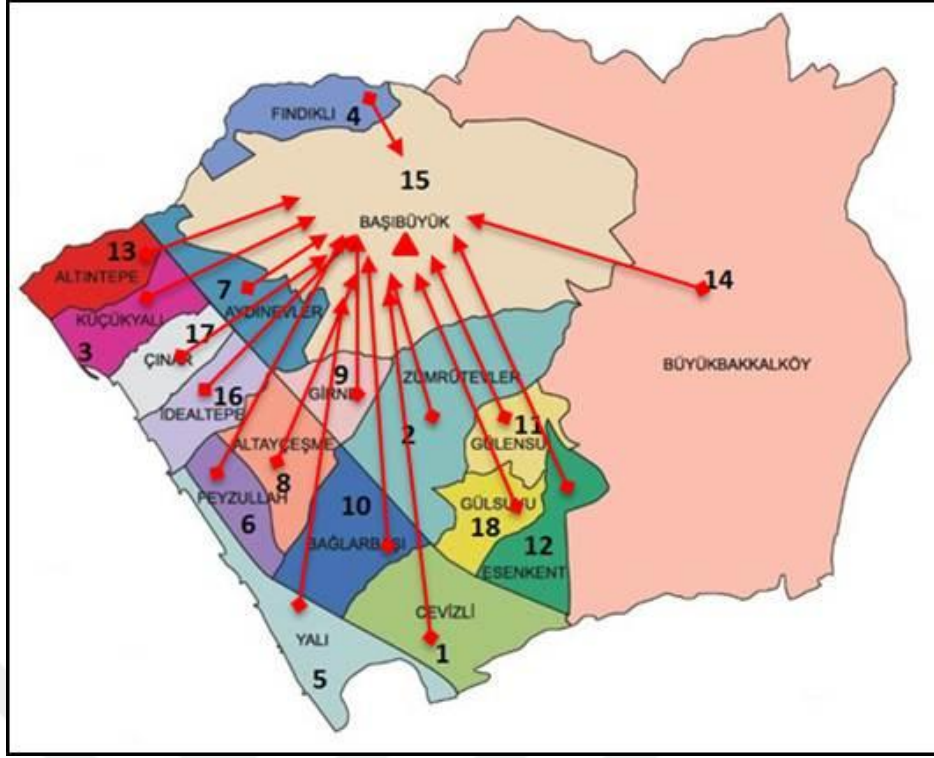 FINDIKLI 4
15
BAŞIBÜYÜK
13
ALTINTEPE
14
7
AYDINEVLER
KÜÇÜKYALI
17
3
ÇINAR
BÜYÜKBAKKALKÖY
9
GİRNE
ZÜMRÜTEVLER
16
İDEALTEPE
2
11
GÜLENSU
ALTAYÇEŞME
8
FEYZULLAH
6
10
BAĞLARBAŞI
GÜLSUYU
18
12
ESENKENT
CEVİZLİ
1
YALI
5